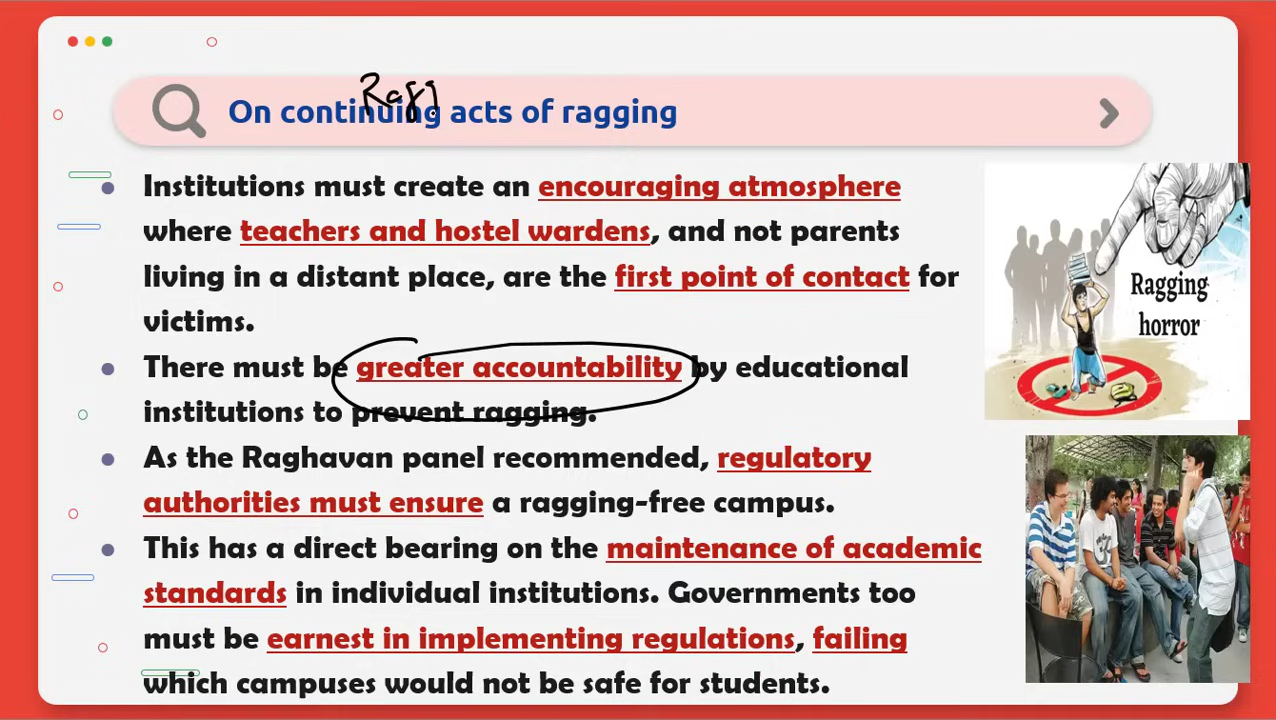 Ragg
On continuing acts of ragging
Institutions must create an encouraging atmosphere
where teachers and hostel wardens, and not parents
living in a distant place, are the first point of contact for
victims.
There must be greater accountability by educational
institutions to prevent ragging.
As the Raghavan panel recommended, regulatory
authorities must ensure a ragging-free campus.
This has a direct bearing on the maintenance of academic
standards in individual institutions. Governments too
must be earnest in implementing regulations, failing
which campuses would not be safe for students.
Ragging
horror